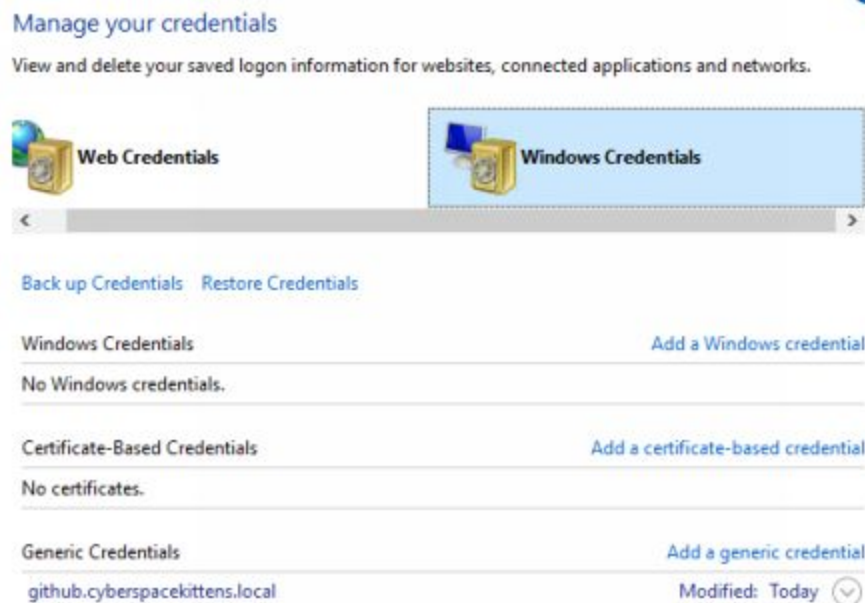 Manage your credentials
View and delete your saved logon information for websites, connected applications and networks.
Web Credentials
Windows Credentials
Back up Credentials Restore Credentials
Windows Credentials Add a Windows credential
No Windows credentials.
Certificate-Based Credentials Add a certificate-based credential
No certificates.
Generic Credentials Add a generic credential
github.cyberspacekittens.local Modified: Today